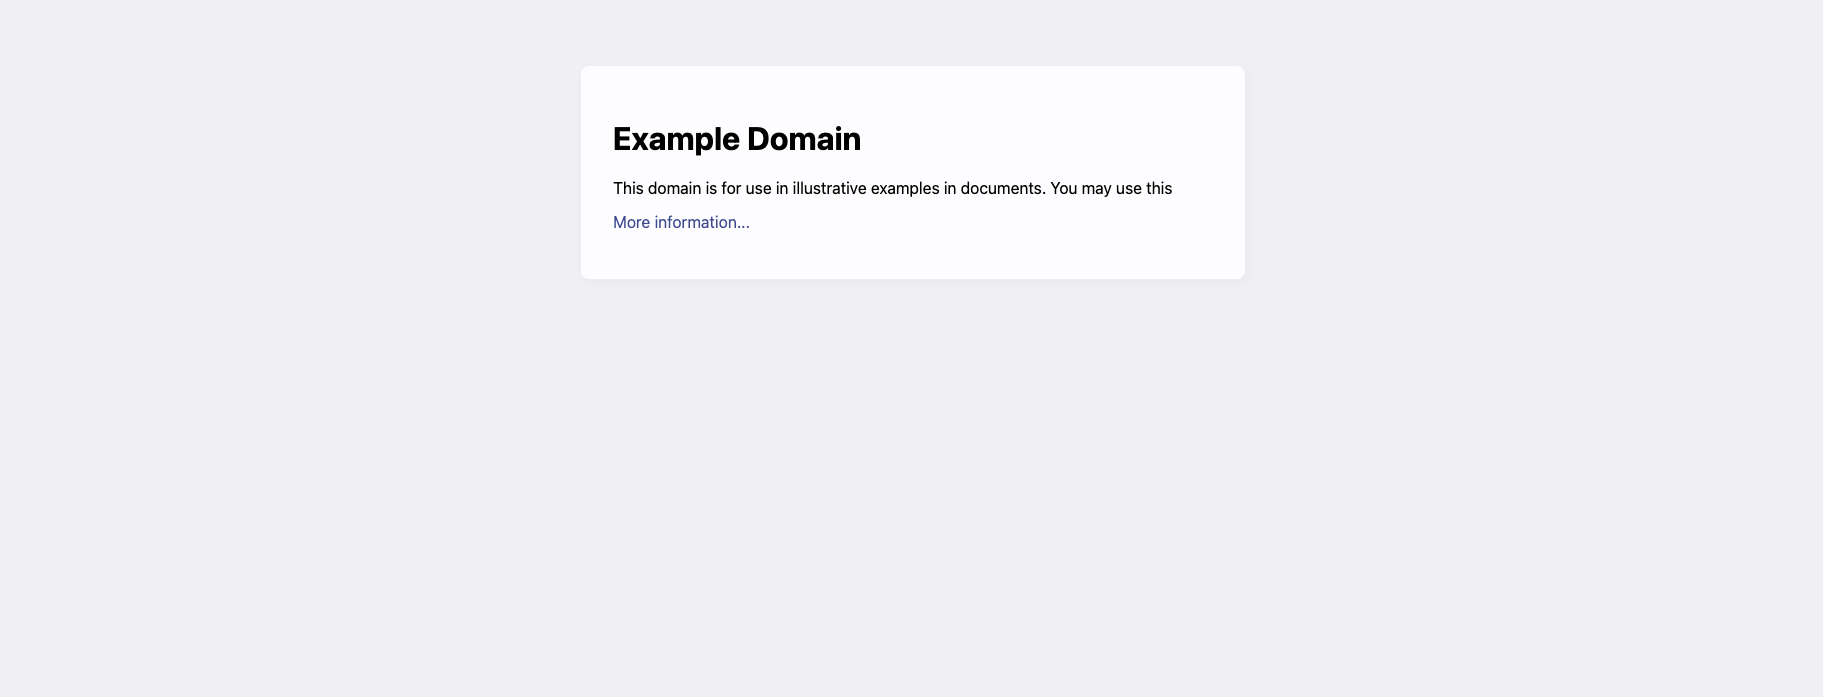 Example Domain
This domain is for use in illustrative examples in documents. You may use this
More information...